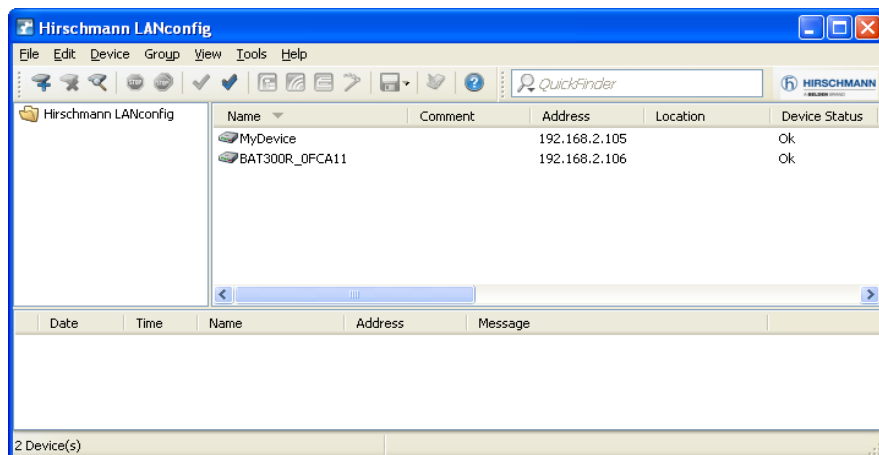 Hirschmann LANconfig
File Edit Device Group View Tools Help
QuickFinder
HIRSCHMANN
A BELDEN BRAND
Hirschmann LANconfig
Name Comment Address Location Device Status
MyDevice 192.168.2.105 Ok
BAT300R_0FCA11 192.168.2.106 Ok
Date Time Name Address Message
2 Device(s)